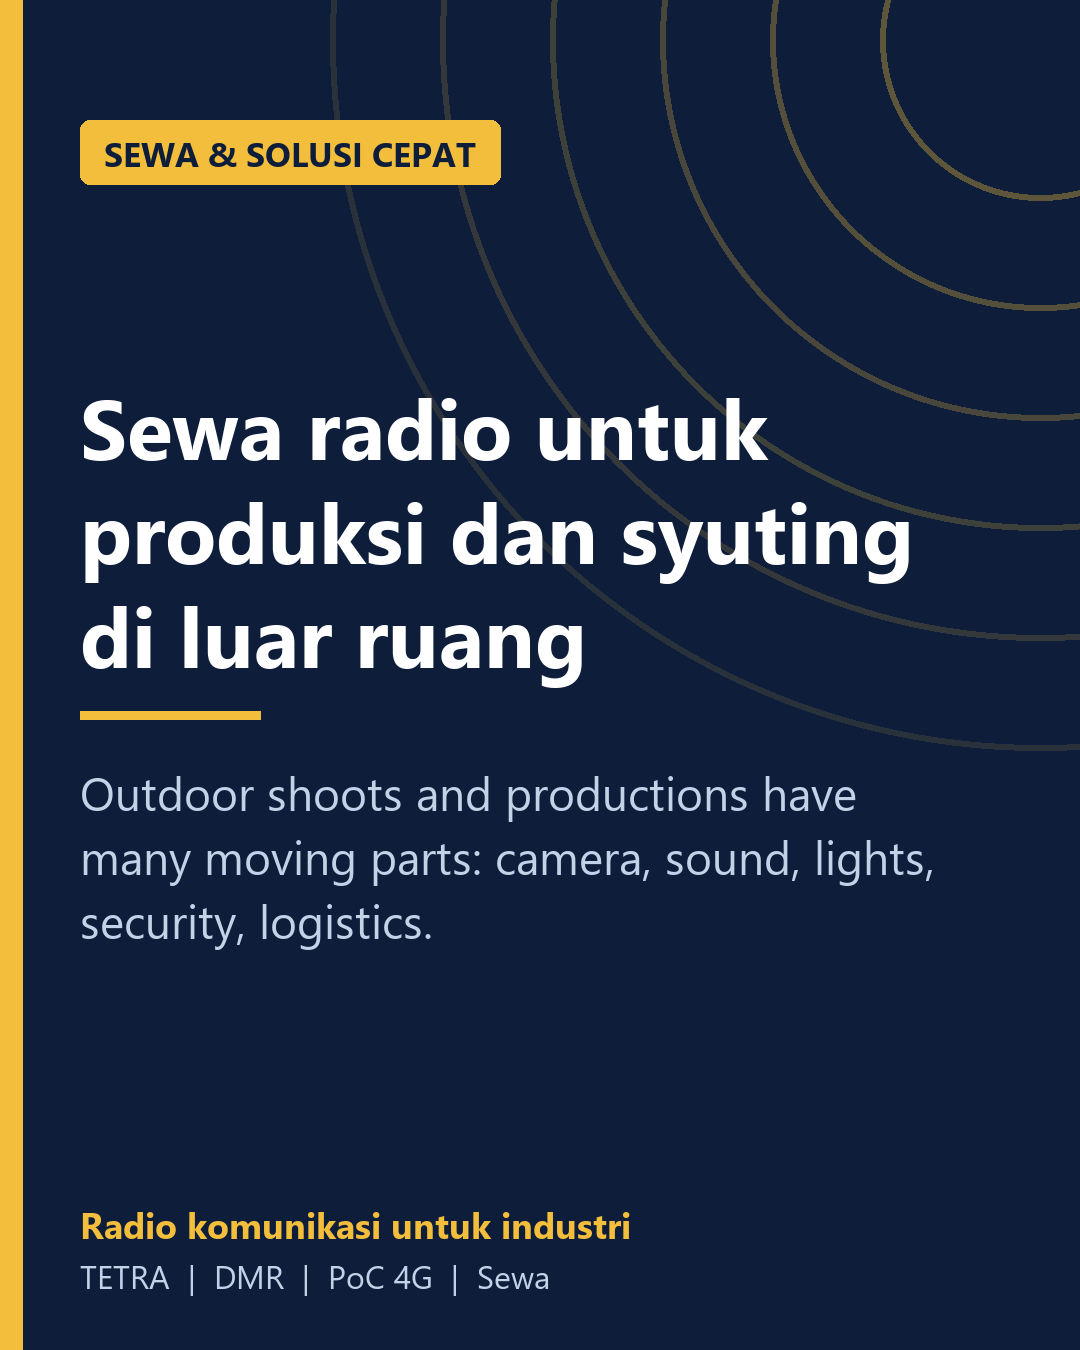 SEWA & SOLUSI CEPAT
Sewa radio untuk
produksi dan syuting
di luar ruang
Outdoor shoots and productions have
many moving parts: camera, sound, lights,
security, logistics.
Radio komunikasi untuk industri
TETRA | DMR | PoC 4G | Sewa